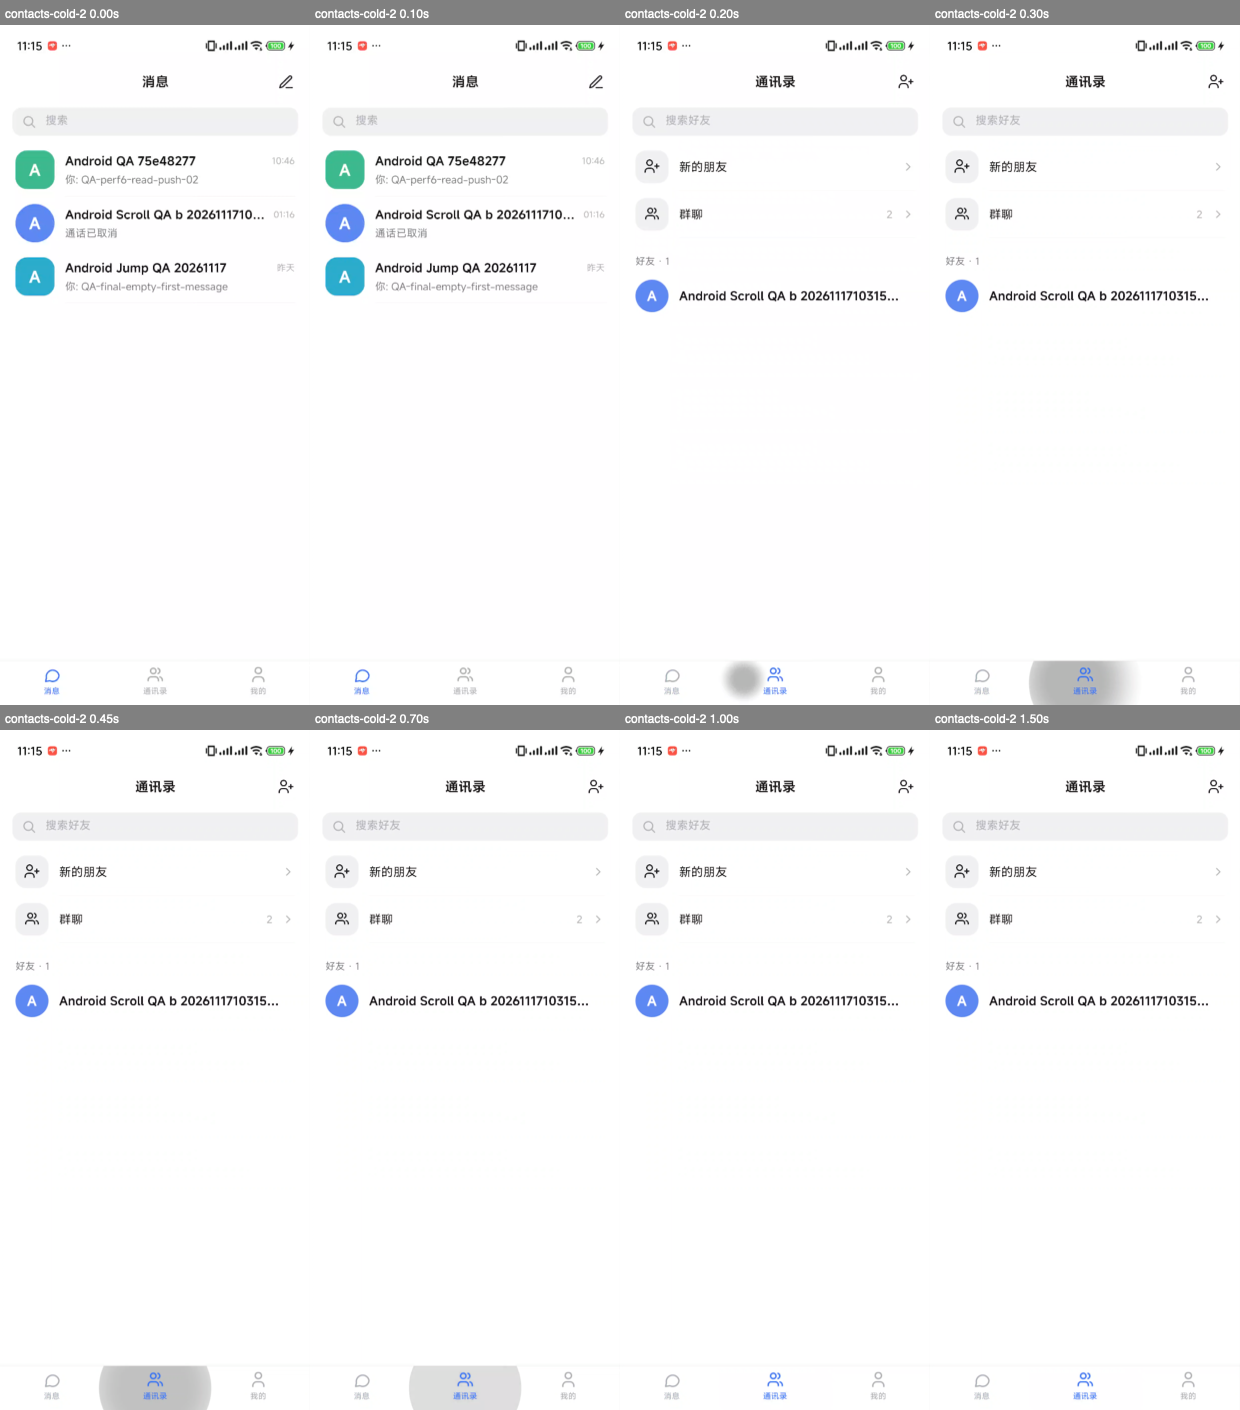 contacts-cold-2 0.00s
11:15 ··· 100
消息
搜索
A Android QA 75e48277 10:46
你: QA-perf6-read-push-02
A Android Scroll QA b 2026111710... 01:16
通话已取消
A Android Jump QA 20261117 昨天
你: QA-final-empty-first-message
消息 通讯录 我的
contacts-cold-2 0.10s
11:15 ··· 100
消息
搜索
A Android QA 75e48277 10:46
你: QA-perf6-read-push-02
A Android Scroll QA b 2026111710... 01:16
通话已取消
A Android Jump QA 20261117 昨天
你: QA-final-empty-first-message
消息 通讯录 我的
contacts-cold-2 0.20s
11:15 ··· 100
通讯录
搜索好友
新的朋友
群聊 2
好友 · 1
A Android Scroll QA b 2026111710315...
消息 通讯录 我的
contacts-cold-2 0.30s
11:15 ··· 100
通讯录
搜索好友
新的朋友
群聊 2
好友 · 1
A Android Scroll QA b 2026111710315...
消息 通讯录 我的
contacts-cold-2 0.45s
11:15 ··· 100
通讯录
搜索好友
新的朋友
群聊 2
好友 · 1
A Android Scroll QA b 2026111710315...
消息 通讯录 我的
contacts-cold-2 0.70s
11:15 ··· 100
通讯录
搜索好友
新的朋友
群聊 2
好友 · 1
A Android Scroll QA b 2026111710315...
消息 通讯录 我的
contacts-cold-2 1.00s
11:15 ··· 100
通讯录
搜索好友
新的朋友
群聊 2
好友 · 1
A Android Scroll QA b 2026111710315...
消息 通讯录 我的
contacts-cold-2 1.50s
11:15 ··· 100
通讯录
搜索好友
新的朋友
群聊 2
好友 · 1
A Android Scroll QA b 2026111710315...
消息 通讯录 我的